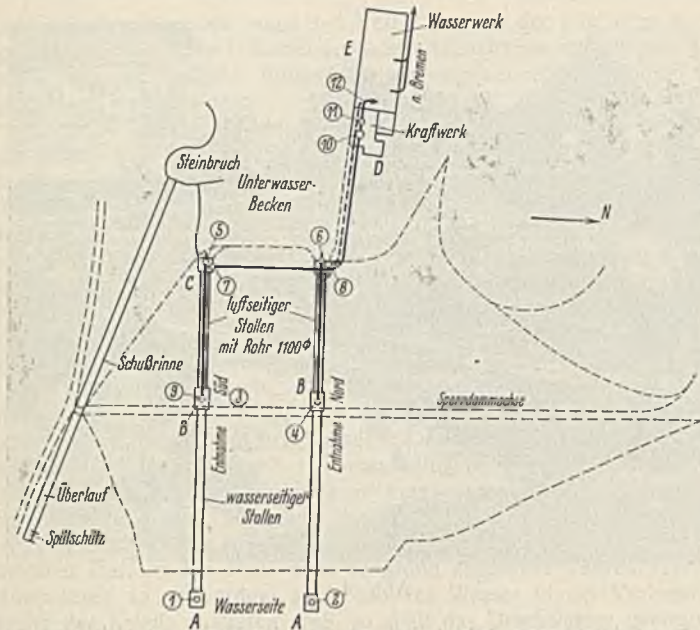 E
Wasserwerk
n. Bremen
12
11
Kraftwerk
10
D
Steinbruch
Unterwasser-
Becken
N
5
6
C
7
8
luftseitiger
Stollen
mit Rohr 1100⌀
Schußrinne
9
Süd
3
B
Nord
Sperrdammachse
B
4
Entnahme
Entnahme
Überlauf
wasserseitiger
Stollen
Spülschütz
1
Wasserseite
2
A
A